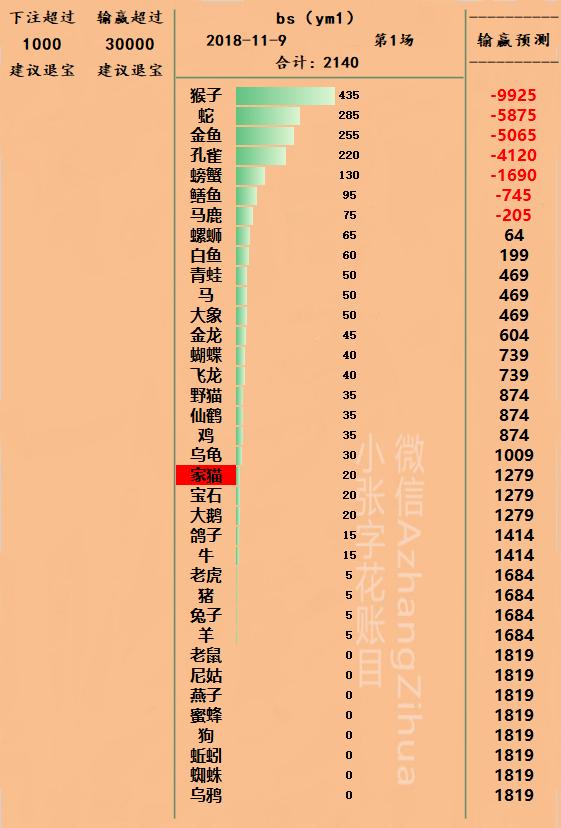 下注超过 输赢超过
1000 30000
建议退宝 建议退宝
bs（ym1）
2018-11-9 第1场
合计：2140
----------
输赢预测
----------
猴子 435 -9925
蛇 285 -5875
金鱼 255 -5065
孔雀 220 -4120
螃蟹 130 -1690
鳝鱼 95 -745
马鹿 75 -205
螺蛳 65 64
白鱼 60 199
青蛙 50 469
马 50 469
大象 50 469
金龙 45 604
蝴蝶 40 739
飞龙 40 739
野猫 35 874
仙鹤 35 874
鸡 35 874
乌龟 30 1009
家猫 20 1279
宝石 20 1279
大鹅 20 1279
鸽子 15 1414
牛 15 1414
老虎 5 1684
猪 5 1684
兔子 5 1684
羊 5 1684
老鼠 0 1819
尼姑 0 1819
燕子 0 1819
蜜蜂 0 1819
狗 0 1819
蚯蚓 0 1819
蜘蛛 0 1819
乌鸦 0 1819
微信AzhangZihua
小张字花账目